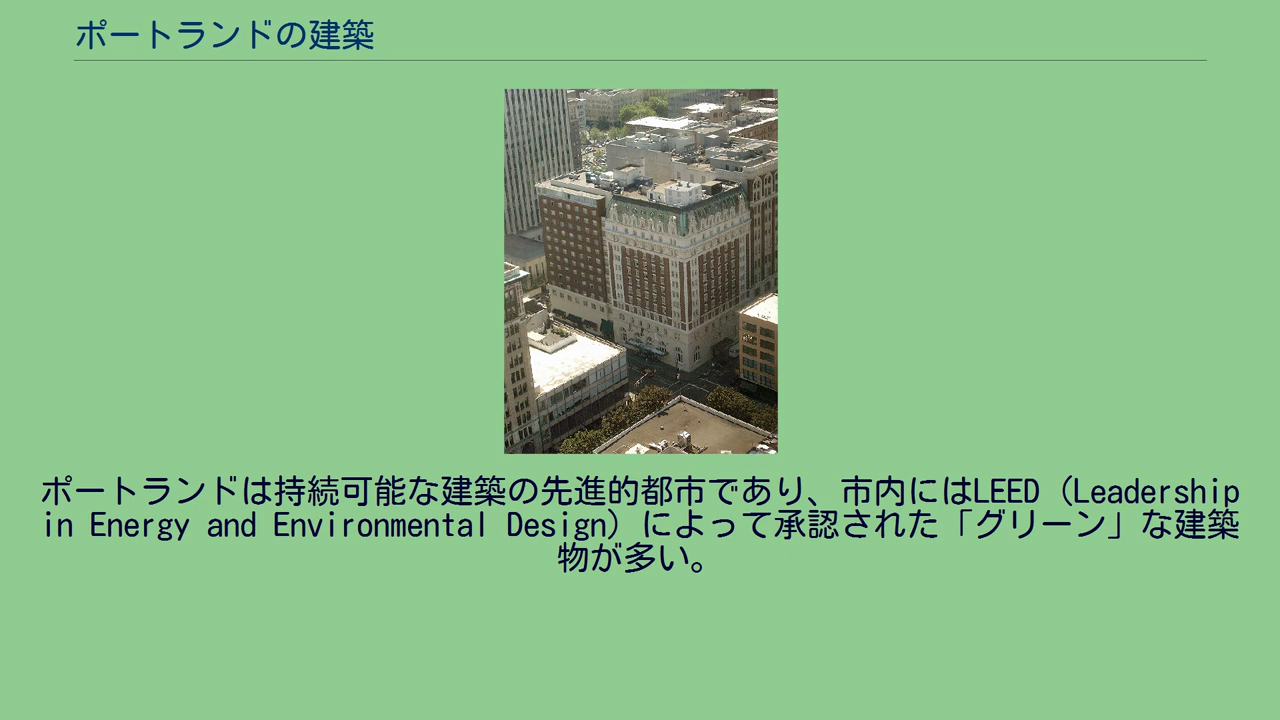 ポートランドの建築
ポートランドは持続可能な建築の先進的都市であり、市内にはLEED（Leadership
in Energy and Environmental Design）によって承認された「グリーン」な建築
物が多い。